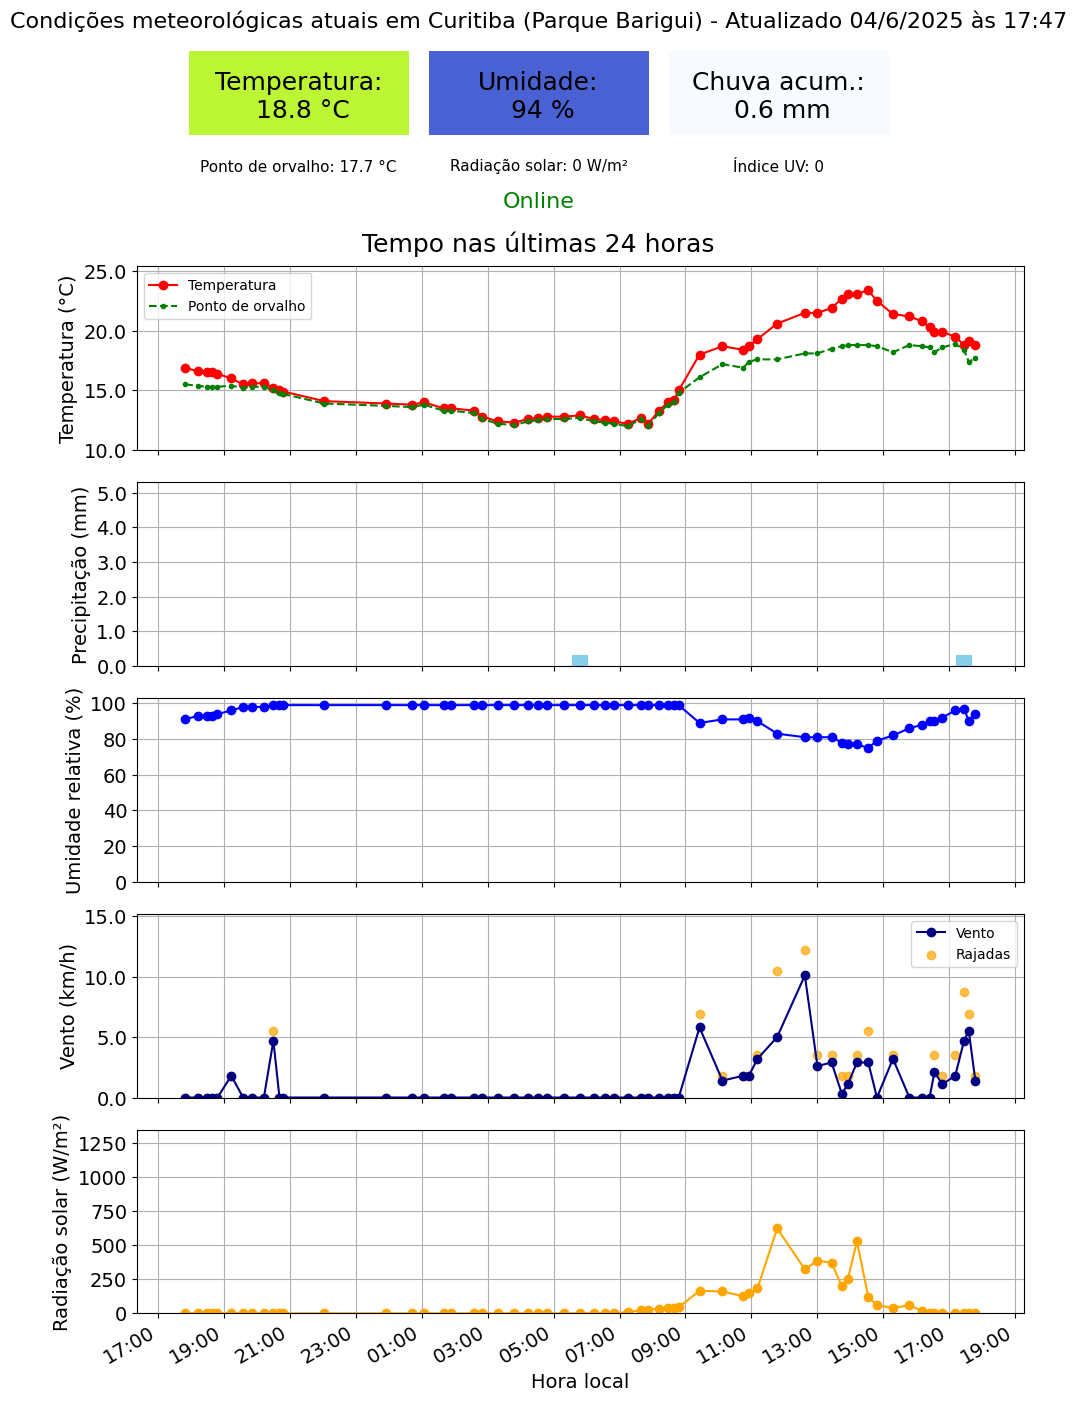 Condições meteorológicas atuais em Curitiba (Parque Barigui) - Atualizado 04/6/2025 às 17:47
Temperatura:
18.8 °C
Umidade:
94 %
Chuva acum.:
0.6 mm
Ponto de orvalho: 17.7 °C
Radiação solar: 0 W/m²
Índice UV: 0
Online
Tempo nas últimas 24 horas
Temperatura (°C)
25.0
20.0
15.0
10.0
Temperatura
Ponto de orvalho
Precipitação (mm)
5.0
4.0
3.0
2.0
1.0
0.0
Umidade relativa (%)
100
80
60
40
20
0
Vento (km/h)
15.0
10.0
5.0
0.0
Vento
Rajadas
Radiação solar (W/m²)
1250
1000
750
500
250
0
17:00
19:00
21:00
23:00
01:00
03:00
05:00
07:00
09:00
11:00
13:00
15:00
17:00
19:00
Hora local